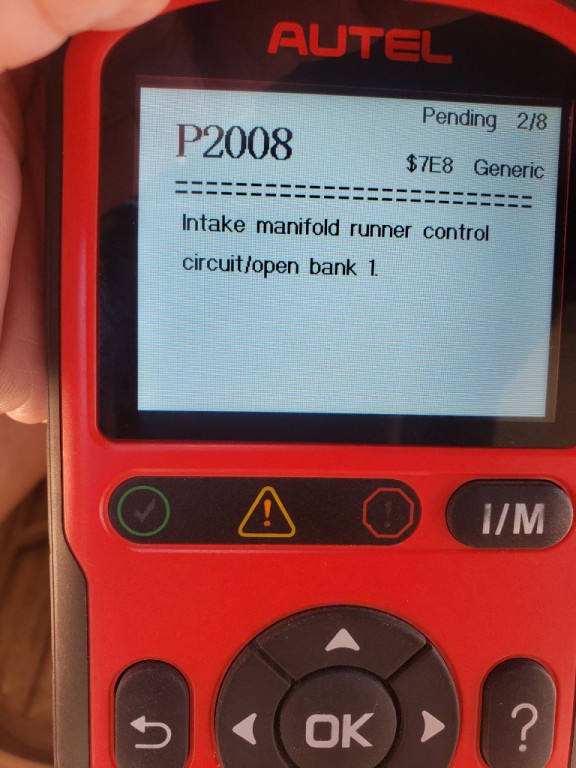 AUTEL
Pending 2/8
P2008
$7E8 Generic
==============================
Intake manifold runner control
circuit/open bank 1.
I/M
OK
?